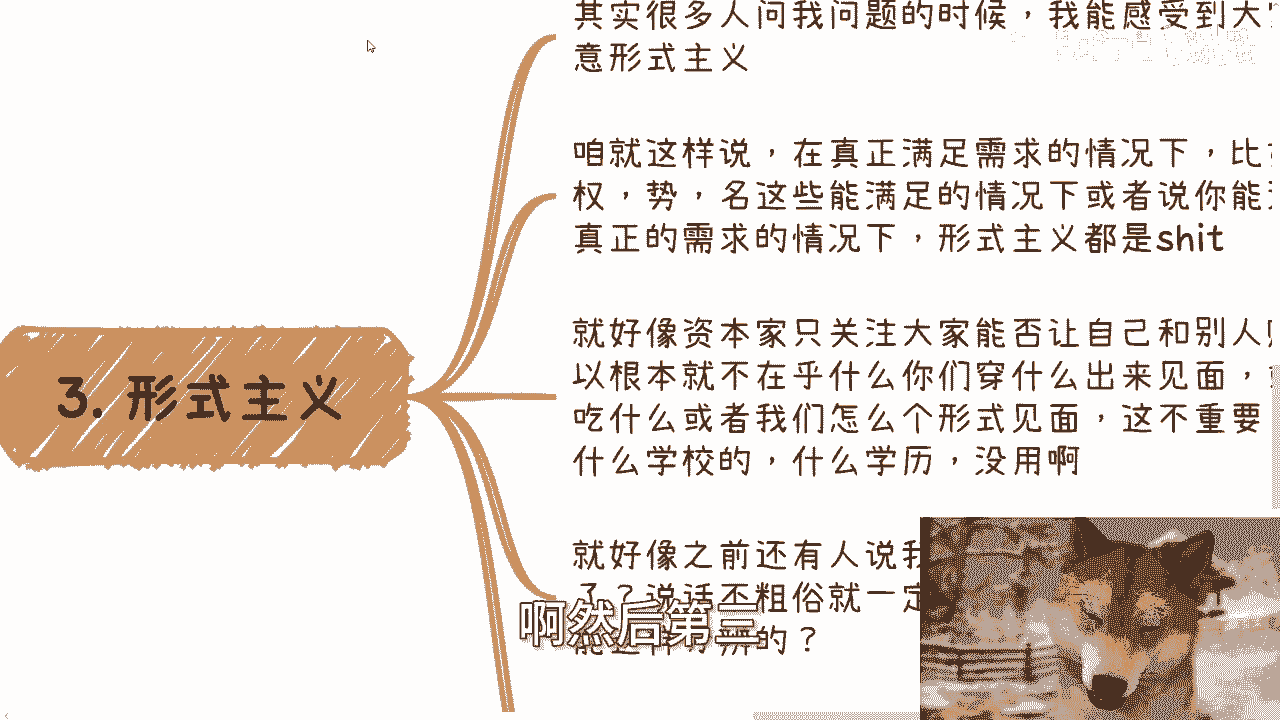 其实很多人问我问题的时候，我能感受到大
意形式主义
咱就这样说，在真正满足需求的情况下，比
权，势，名这些能满足的情况下或者说你能
真正的需求的情况下，形式主义都是shit
3. 形式主义
就好像资本家只关注大家能否让自己和别人
以根本就不在乎什么你们穿什么出来见面，
吃什么或者我们怎么个形式见面，这不重要
什么学校的，什么学历，没用啊
就好像之前还有人说我
了？说话不粗俗就一定
的？
啊然后第三